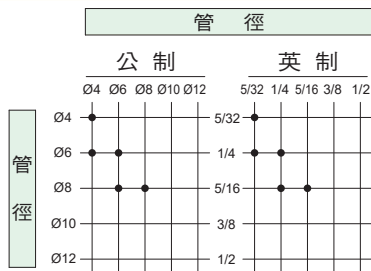 管 徑
公 制 英 制
Ø4 Ø6 Ø8 Ø10 Ø12 5/32 1/4 5/16 3/8 1/2
管
徑
Ø4 5/32
Ø6 1/4
Ø8 5/16
Ø10 3/8
Ø12 1/2